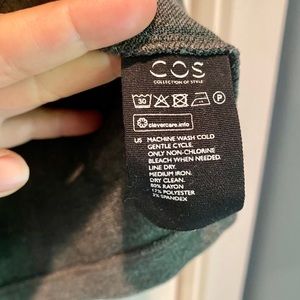 COS
COLLECTION OF STYLE
30 P
clevercare.info
US MACHINE WASH COLD
GENTLE CYCLE.
ONLY NON-CHLORINE
BLEACH WHEN NEEDED.
LINE DRY.
MEDIUM IRON.
DRY CLEAN.
80% RAYON
17% POLYESTER
3% SPANDEX